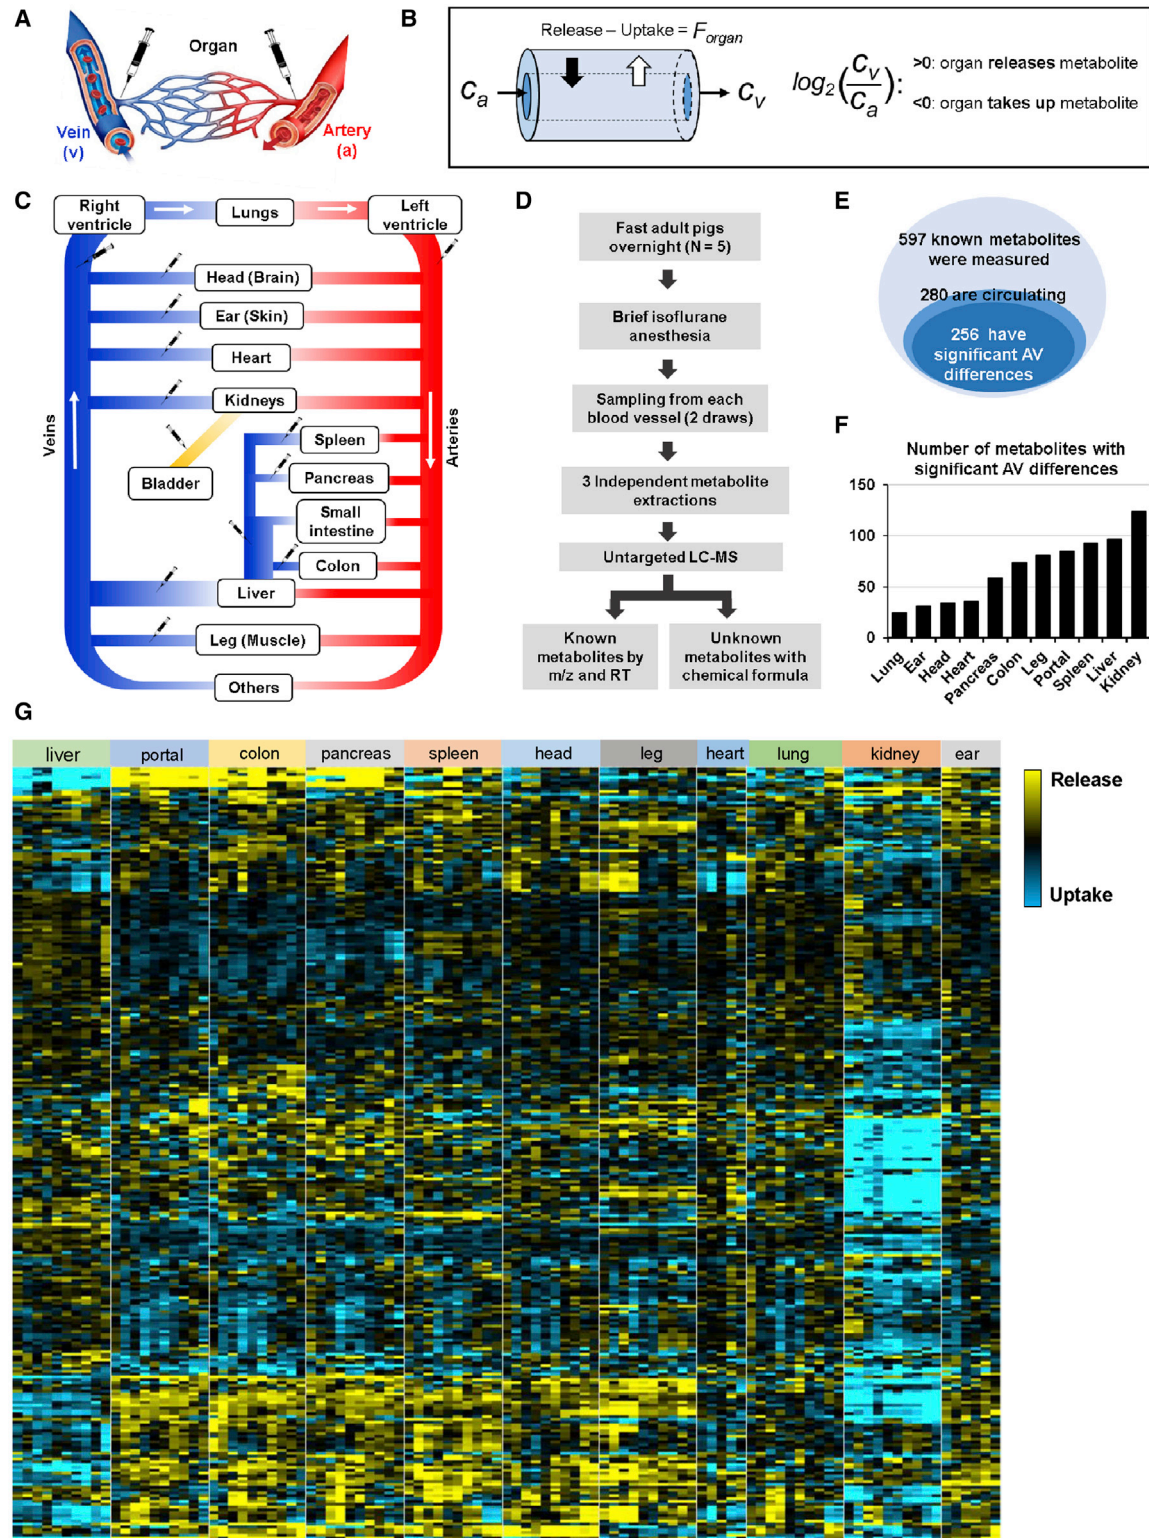 A
Organ
Vein
(v)
Artery
(a)
B
Release – Uptake = F organ
Ca
Cv
log2(Cv/Ca):
>0: organ releases metabolite
<0: organ takes up metabolite
C
Right
ventricle
Lungs
Left
ventricle
Head (Brain)
Ear (Skin)
Heart
Kidneys
Spleen
Bladder
Pancreas
Small
intestine
Colon
Liver
Leg (Muscle)
Others
Veins
Arteries
D
Fast adult pigs
overnight (N = 5)
Brief isoflurane
anesthesia
Sampling from each
blood vessel (2 draws)
3 Independent metabolite
extractions
Untargeted LC-MS
Known
metabolites by
m/z and RT
Unknown
metabolites with
chemical formula
E
597 known metabolites
were measured
280 are circulating
256 have
significant AV
differences
F
Number of metabolites with
significant AV differences
150
100
50
0
Lung
Ear
Head
Heart
Pancreas
Colon
Leg
Portal
Spleen
Liver
Kidney
G
liver portal colon pancreas spleen head leg heart lung kidney ear
Release
Uptake